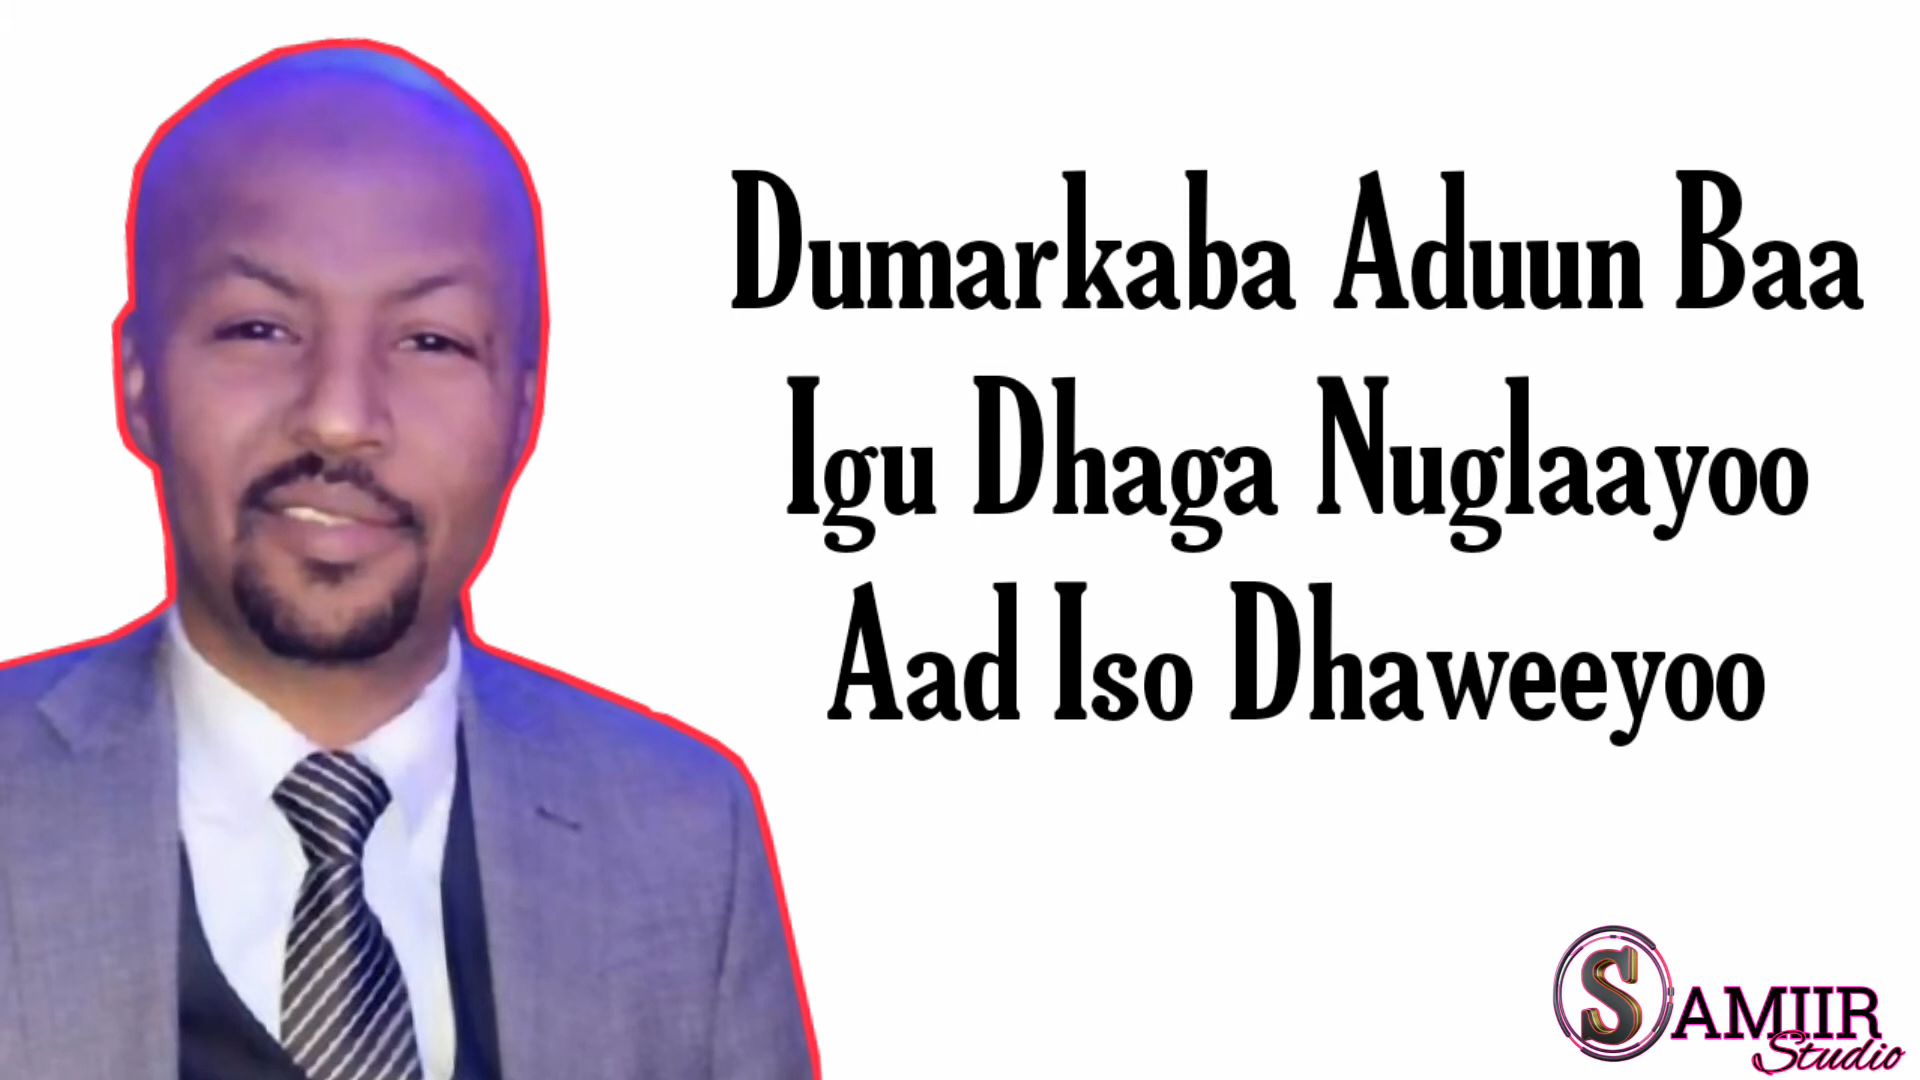 Dumarkaba Aduun Baa
Igu Dhaga Nuglaayoo
Aad Iso Dhaweeyoo
SAMIIR
Studio